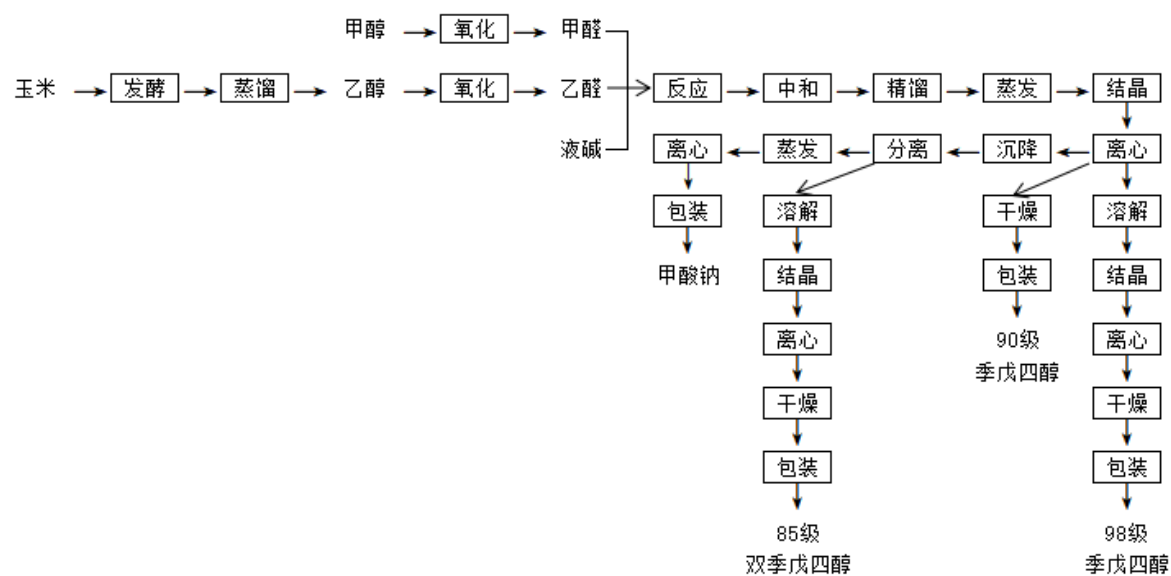 甲醇 氧化 甲醛
玉米 发酵 蒸馏 乙醇 氧化 乙醛 反应 中和 精馏 蒸发 结晶
液碱 离心 蒸发 分离 沉降 离心
包装 溶解 干燥 溶解
甲酸钠 结晶 包装 结晶
离心 90级 离心
季戊四醇
干燥 干燥
包装 包装
85级 98级
双季戊四醇 季戊四醇